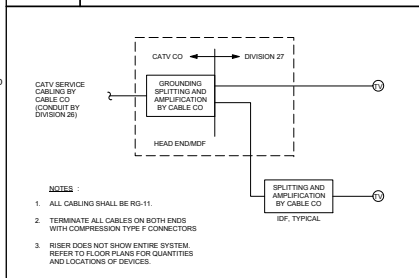 CATV CO
DIVISION 27
CATV SERVICE
CABLING BY
CABLE CO
(CONDUIT BY
DIVISION 26)
GROUNDING
SPLITTING AND
AMPLIFICATION
BY CABLE CO
TV
HEAD END/MDF
SPLITTING AND
AMPLIFICATION
BY CABLE CO
TV
IDF, TYPICAL
NOTES :
1. ALL CABLING SHALL BE RG-11.
2. TERMINATE ALL CABLES ON BOTH ENDS
WITH COMPRESSION TYPE F CONNECTORS
3. RISER DOES NOT SHOW ENTIRE SYSTEM.
REFER TO FLOOR PLANS FOR QUANTITIES
AND LOCATIONS OF DEVICES.